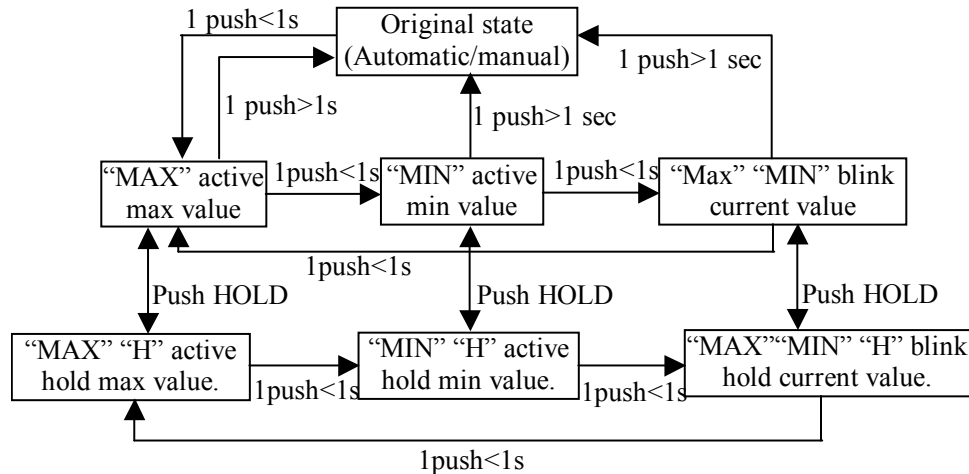 1 push<1s
Original state
(Automatic/manual)
1 push>1 sec
1 push>1s
1 push>1 sec
“MAX” active
max value
1push<1s
“MIN” active
min value
1push<1s
“Max” “MIN” blink
current value
1push<1s
Push HOLD
Push HOLD
Push HOLD
“MAX” “H” active
hold max value.
1push<1s
“MIN” “H” active
hold min value.
1push<1s
“MAX”“MIN” “H” blink
hold current value.
1push<1s